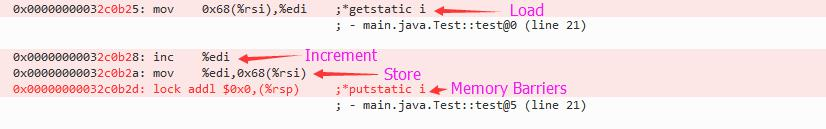 0x00000000032c0b25: mov    0x68(%rsi),%edi    ;*getstatic i Load
; - main.java.Test::test@0 (line 21)
0x00000000032c0b28: inc    %edi Increment
0x00000000032c0b2a: mov    %edi,0x68(%rsi) Store
0x00000000032c0b2d: lock addl $0x0,(%rsp)    ;*putstatic i Memory Barriers
; - main.java.Test::test@5 (line 21)